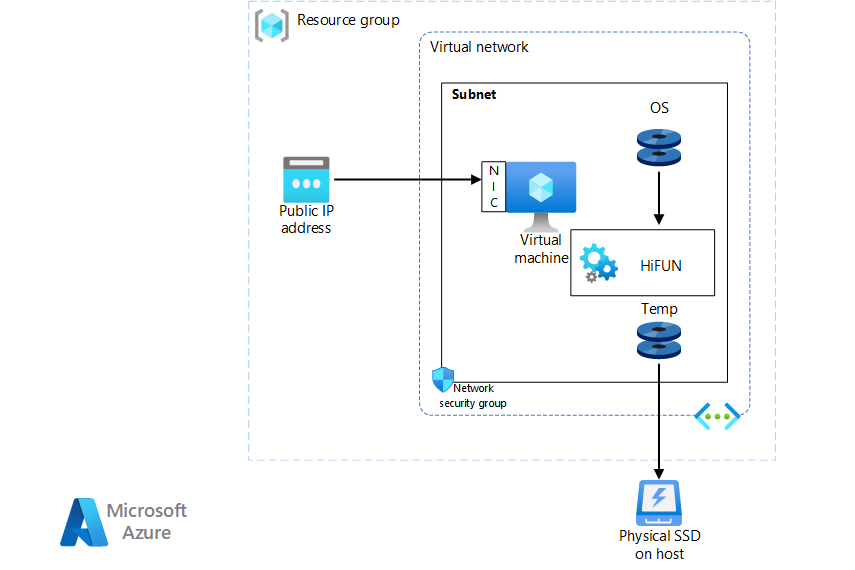 Resource group
Virtual network
Subnet
OS
N
I
C
Public IP
address
Virtual
machine
HiFUN
Temp
Network
security group
Microsoft
Azure
Physical SSD
on host